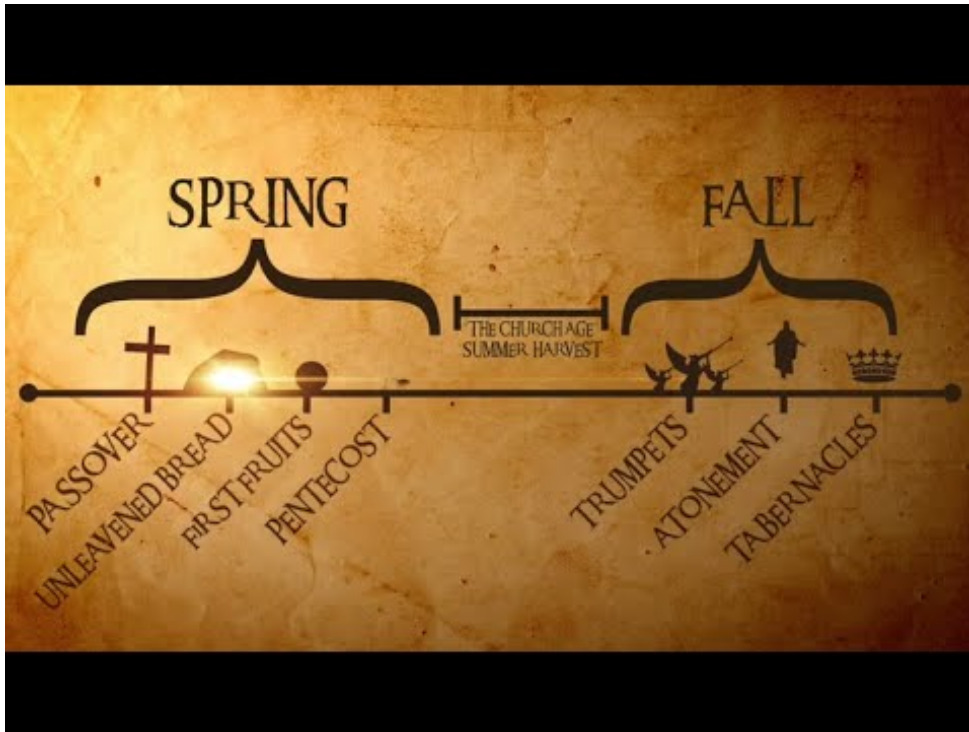 SPRING
FALL
THE CHURCH AGE
SUMMER HARVEST
PASSOVER
UNLEAVENED BREAD
FIRST FRUITS
PENTECOST
TRUMPETS
ATONEMENT
TABERNACLES